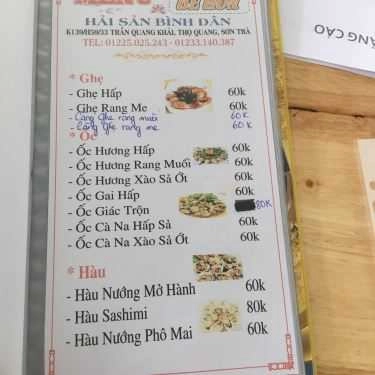 HẢI SẢN BÌNH DÂN
K139/H59/33 TRẦN QUANG KHẢI, THỌ QUANG, SƠN TRÀ
TEL: 01225.025.243 - 01233.140.387
ẢNG CÁO
* Ghẹ
- Ghẹ Hấp 60k
- Ghẹ Rang Me 60k
- Càng Ghẹ rang muối 60k
- Càng Ghẹ rang me 60k
* Ốc
- Ốc Hương Hấp 60k
- Ốc Hương Rang Muối 60k
- Ốc Hương Xào Sả Ớt 60k
- Ốc Gai Hấp 60k
- Ốc Giác Trộn 80k
- Ốc Cà Na Hấp Sả 60k
- Ốc Cà Na Xào Sả Ớt 60k
* Hàu
- Hàu Nướng Mở Hành 60k
- Hàu Sashimi 80k
- Hàu Nướng Phô Mai 60k